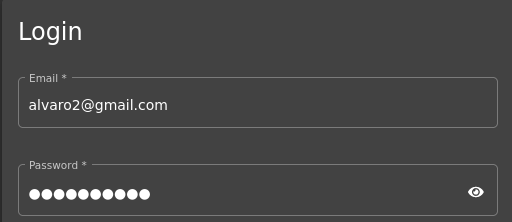 Login
Email *
alvaro2@gmail.com
Password *
●●●●●●●●●●